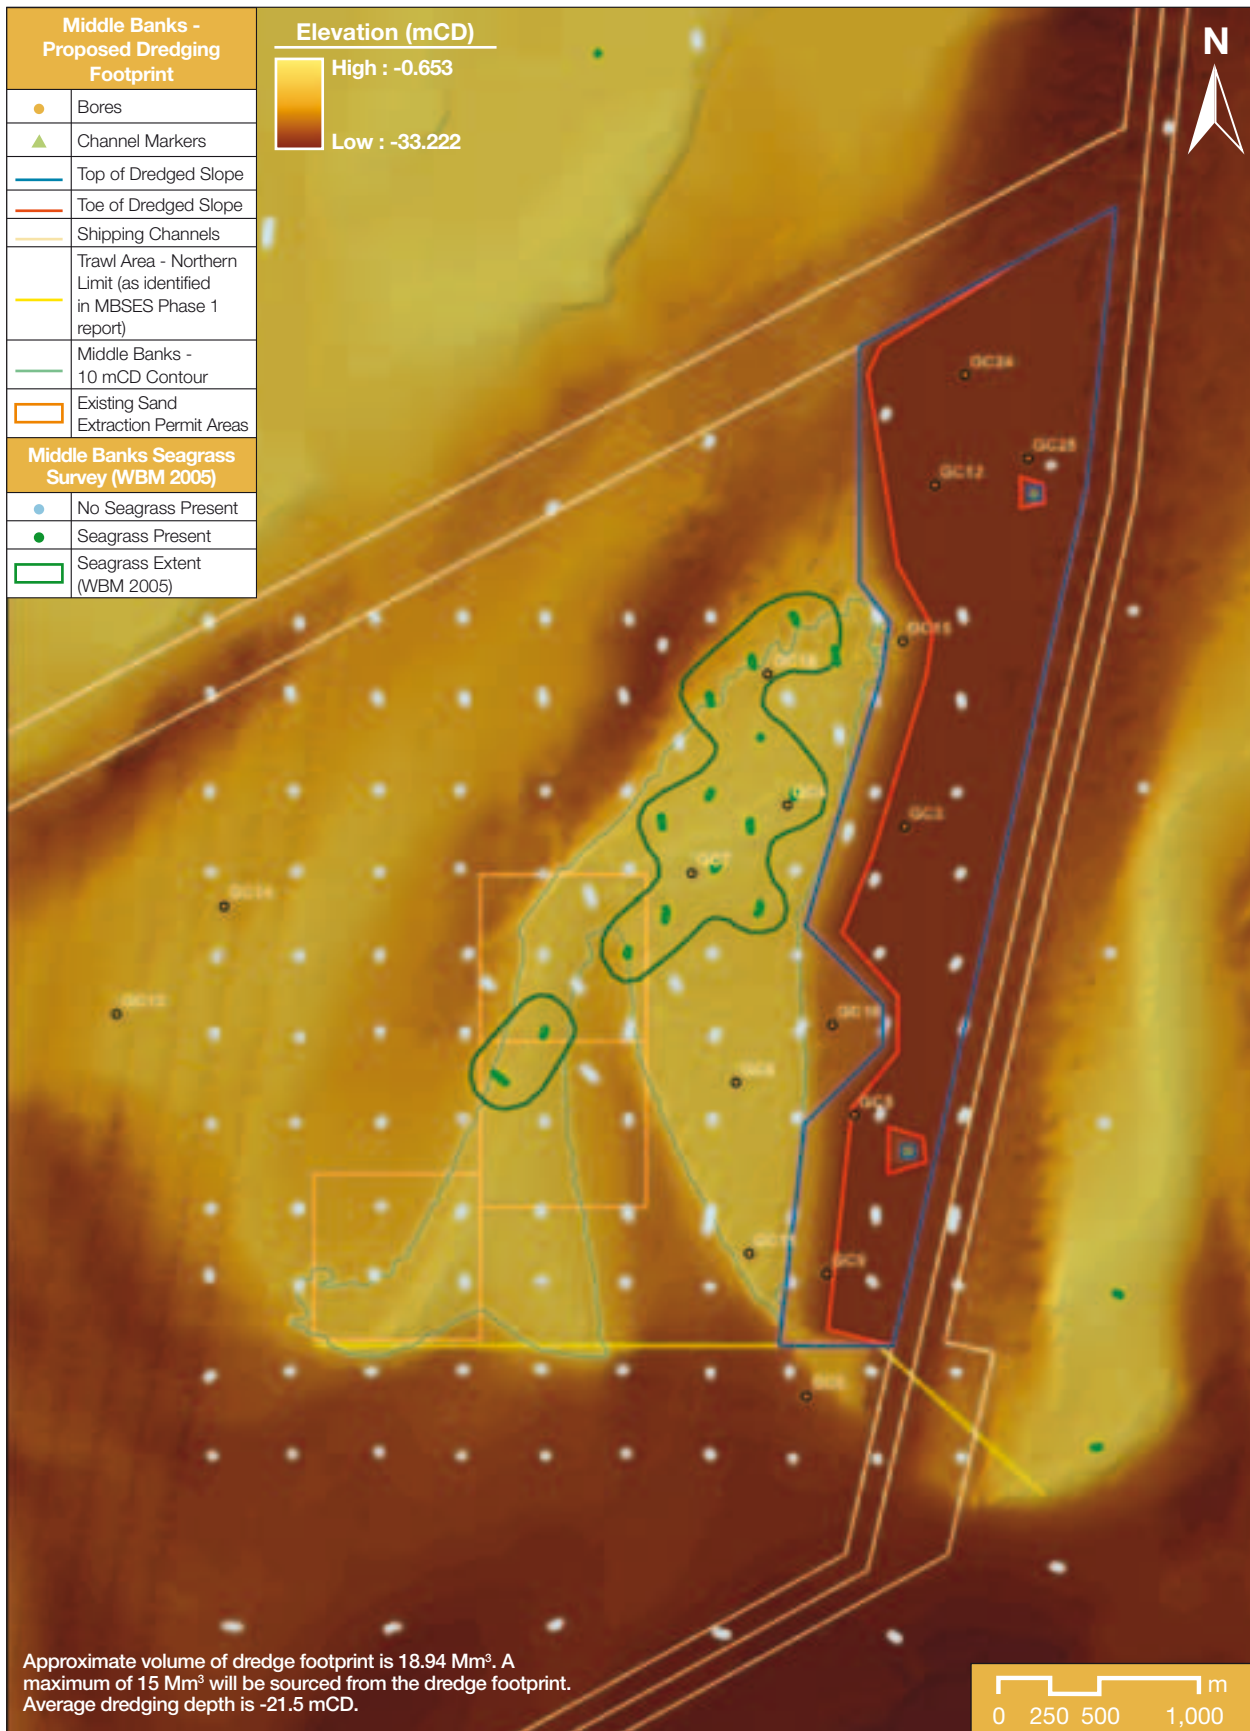 Middle Banks -
Proposed Dredging
Footprint
Bores
Channel Markers
Top of Dredged Slope
Toe of Dredged Slope
Shipping Channels
Trawl Area - Northern
Limit (as identified
in MBSES Phase 1
report)
Middle Banks -
10 mCD Contour
Existing Sand
Extraction Permit Areas
Middle Banks Seagrass
Survey (WBM 2005)
No Seagrass Present
Seagrass Present
Seagrass Extent
(WBM 2005)
Elevation (mCD)
High : -0.653
Low : -33.222
N
GC12
GC7
GC11
Approximate volume of dredge footprint is 18.94 Mm³. A
maximum of 15 Mm³ will be sourced from the dredge footprint.
Average dredging depth is -21.5 mCD.
m
0 250 500 1,000